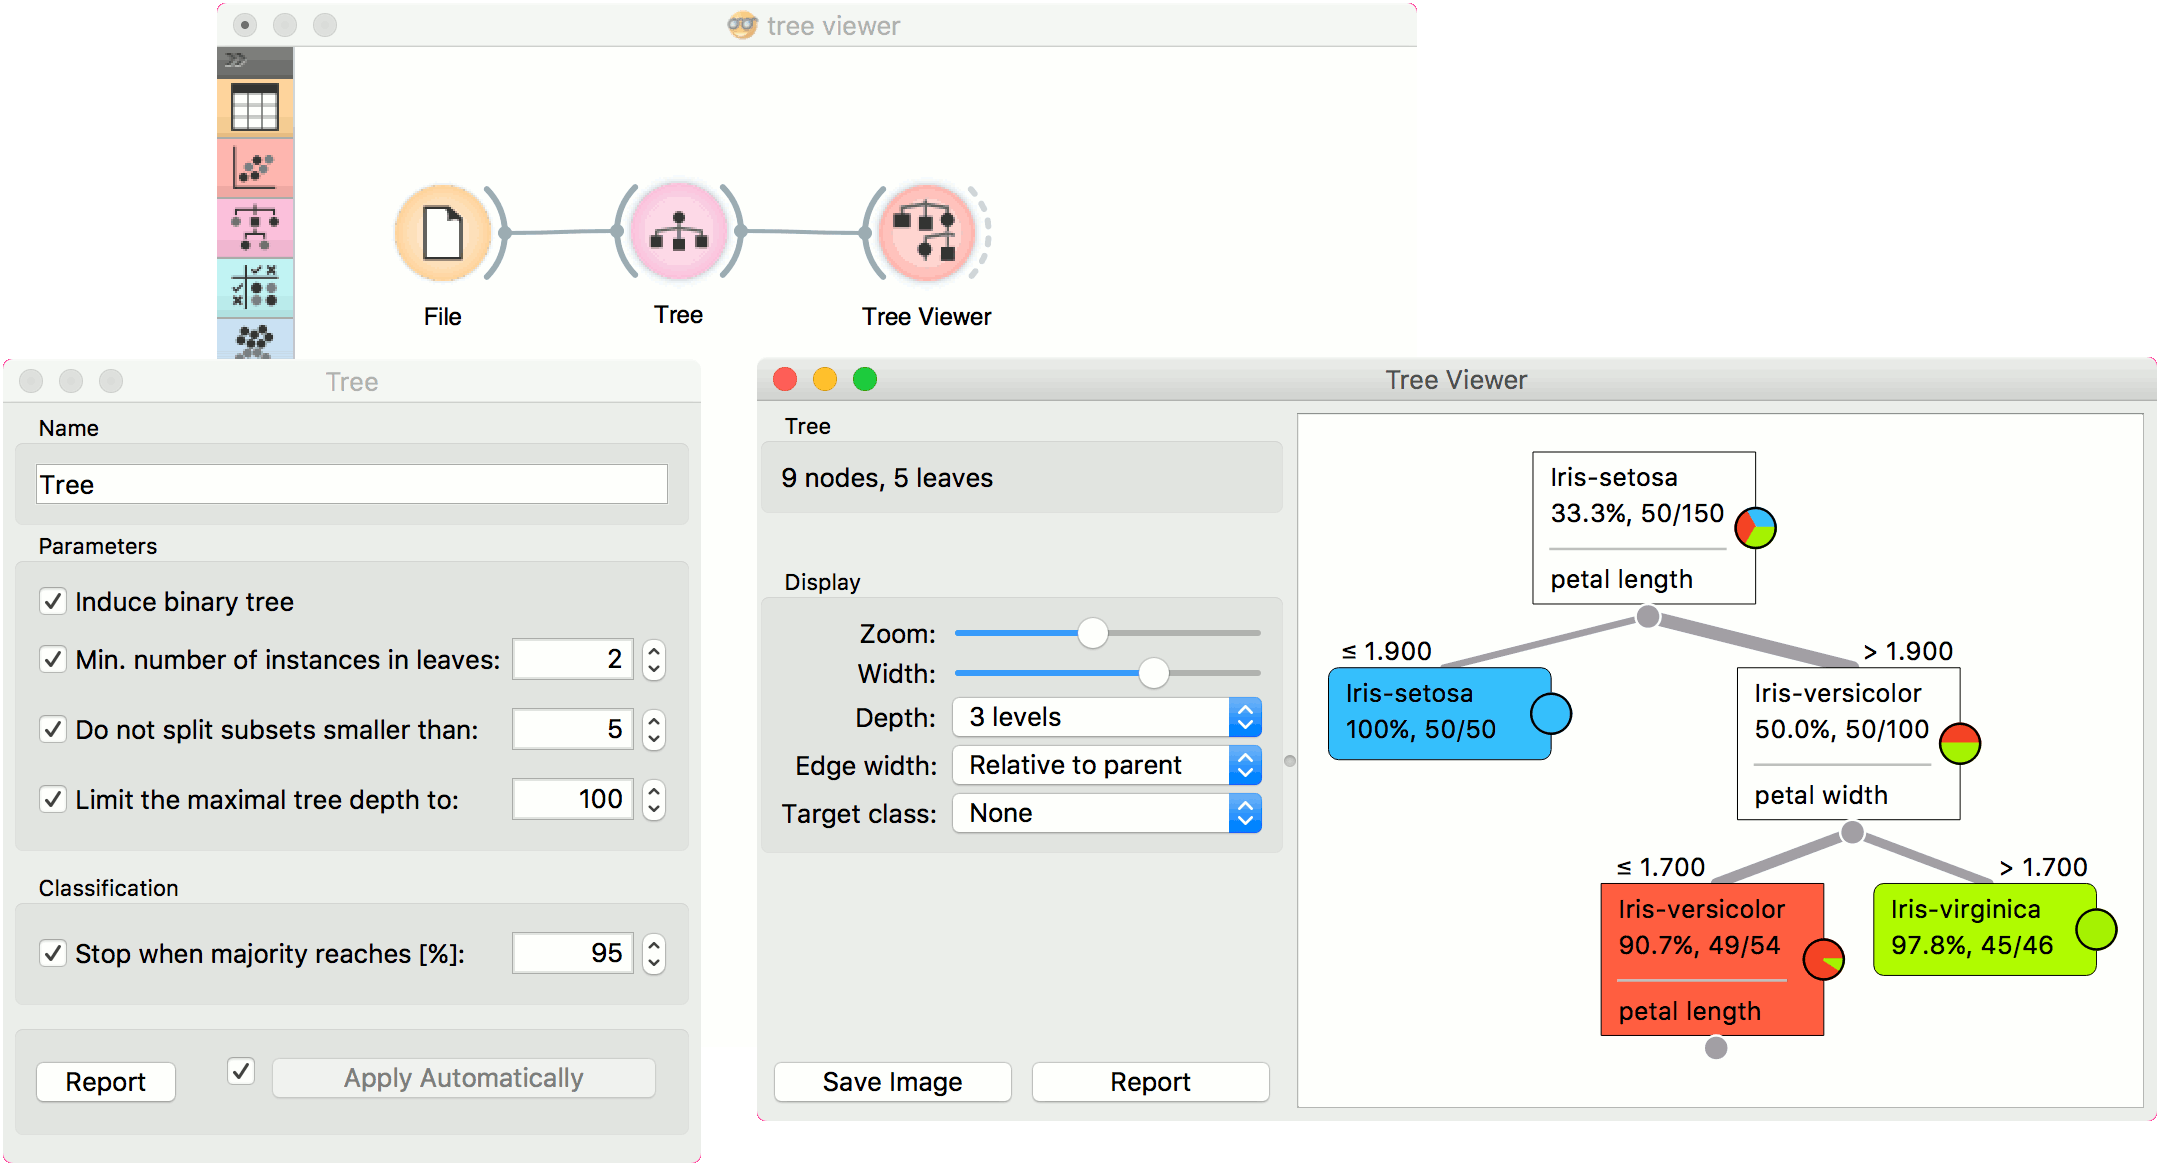 tree viewer
File
Tree
Tree Viewer
Tree
Name
Tree
Parameters
Induce binary tree
Min. number of instances in leaves: 2
Do not split subsets smaller than: 5
Limit the maximal tree depth to: 100
Classification
Stop when majority reaches [%]: 95
Report
Apply Automatically
Tree Viewer
Tree
9 nodes, 5 leaves
Display
Zoom:
Width:
Depth: 3 levels
Edge width: Relative to parent
Target class: None
Save Image
Report
Iris-setosa
33.3%, 50/150
petal length
≤ 1.900
> 1.900
Iris-setosa
100%, 50/50
Iris-versicolor
50.0%, 50/100
petal width
≤ 1.700
> 1.700
Iris-versicolor
90.7%, 49/54
petal length
Iris-virginica
97.8%, 45/46